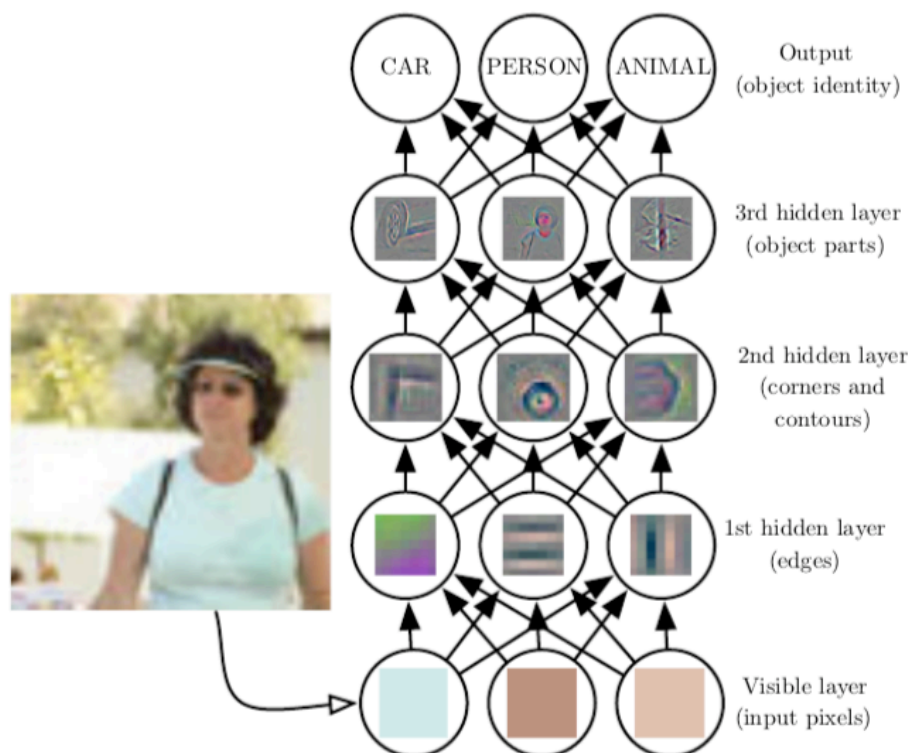 CAR PERSON ANIMAL
Output
(object identity)
3rd hidden layer
(object parts)
2nd hidden layer
(corners and
contours)
1st hidden layer
(edges)
Visible layer
(input pixels)